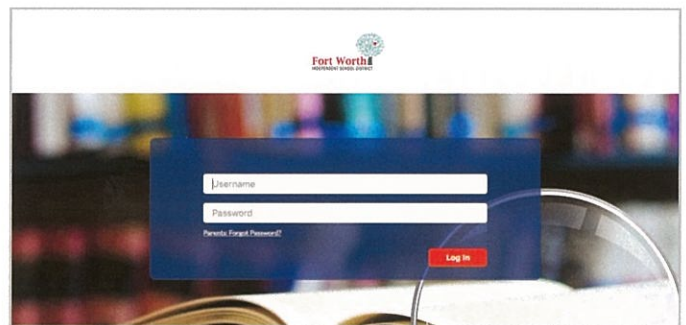 Fort Worth
INDEPENDENT SCHOOL DISTRICT
Username
Password
Parents: Forgot Password?
Log In